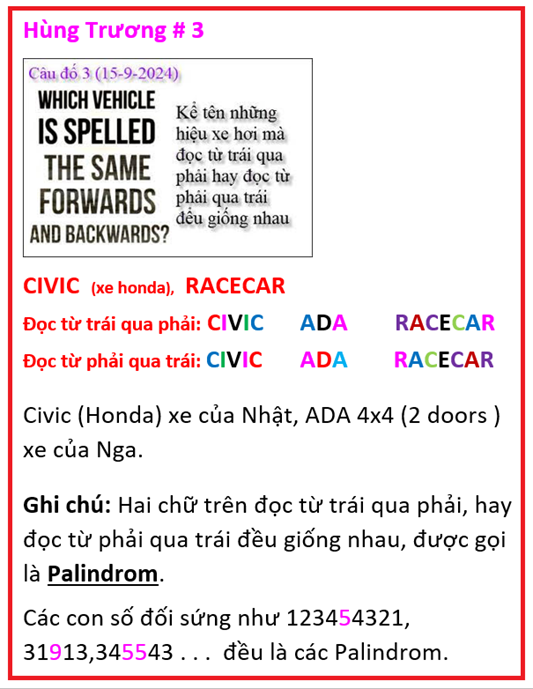 Hùng Trương # 3
Câu đố 3 (15-9-2024)
WHICH VEHICLE
IS SPELLED
THE SAME
FORWARDS
AND BACKWARDS?
Kể tên những
hiệu xe hơi mà
đọc từ trái qua
phải hay đọc từ
phải qua trái
đều giống nhau
CIVIC (xe honda), RACECAR
Đọc từ trái qua phải: CIVIC ADA RACECAR
Đọc từ phải qua trái: CIVIC ADA RACECAR
Civic (Honda) xe của Nhật, ADA 4x4 (2 doors )
xe của Nga.
Ghi chú: Hai chữ trên đọc từ trái qua phải, hay
đọc từ phải qua trái đều giống nhau, được gọi
là Palindrom.
Các con số đối sứng như 123454321,
31913,345543 . . . đều là các Palindrom.